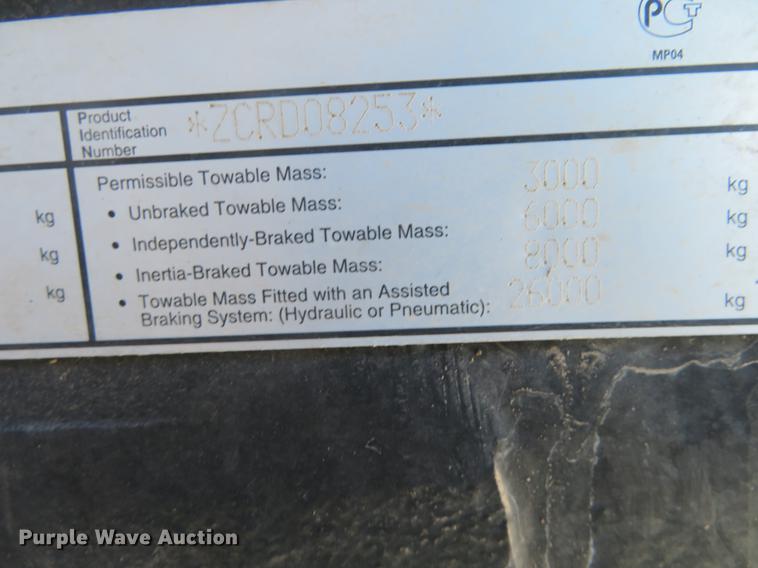 PCT
MP04
Product
Identification
Number
*ZCRD08253*
Permissible Towable Mass:
• Unbraked Towable Mass: 3000 kg
• Independently-Braked Towable Mass: 6000 kg
• Inertia-Braked Towable Mass: 8000 kg
• Towable Mass Fitted with an Assisted
Braking System: (Hydraulic or Pneumatic): 26000 kg
kg
kg
kg
Purple Wave Auction